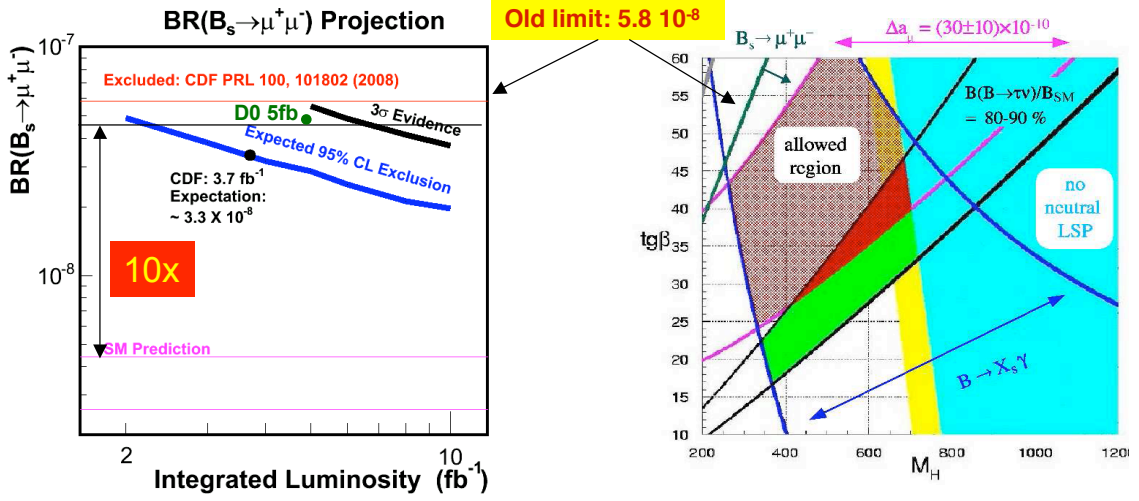 BR(Bs→μ+μ-) Projection
Old limit: 5.8 10-8
BR(Bs→μ+μ-)
10-7
10-8
Excluded: CDF PRL 100, 101802 (2008)
D0 5fb
3σ Evidence
Expected 95% CL Exclusion
CDF: 3.7 fb-1
Expectation:
~ 3.3 X 10-8
10x
SM Prediction
2
10
Integrated Luminosity (fb-1)
Δaμ = (30±10)×10-10
Bs→ μ+μ−
B(B→τν)/BSM
= 80-90 %
allowed
region
no
neutral
LSP
B → Xs γ
tgβ
60
55
50
45
40
35
30
25
20
15
10
200
400
600
800
1000
1200
MH